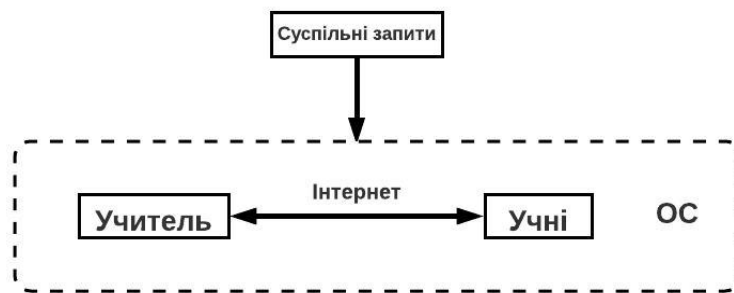 Суспільні запити
Інтернет
Учитель
Учні
ОС